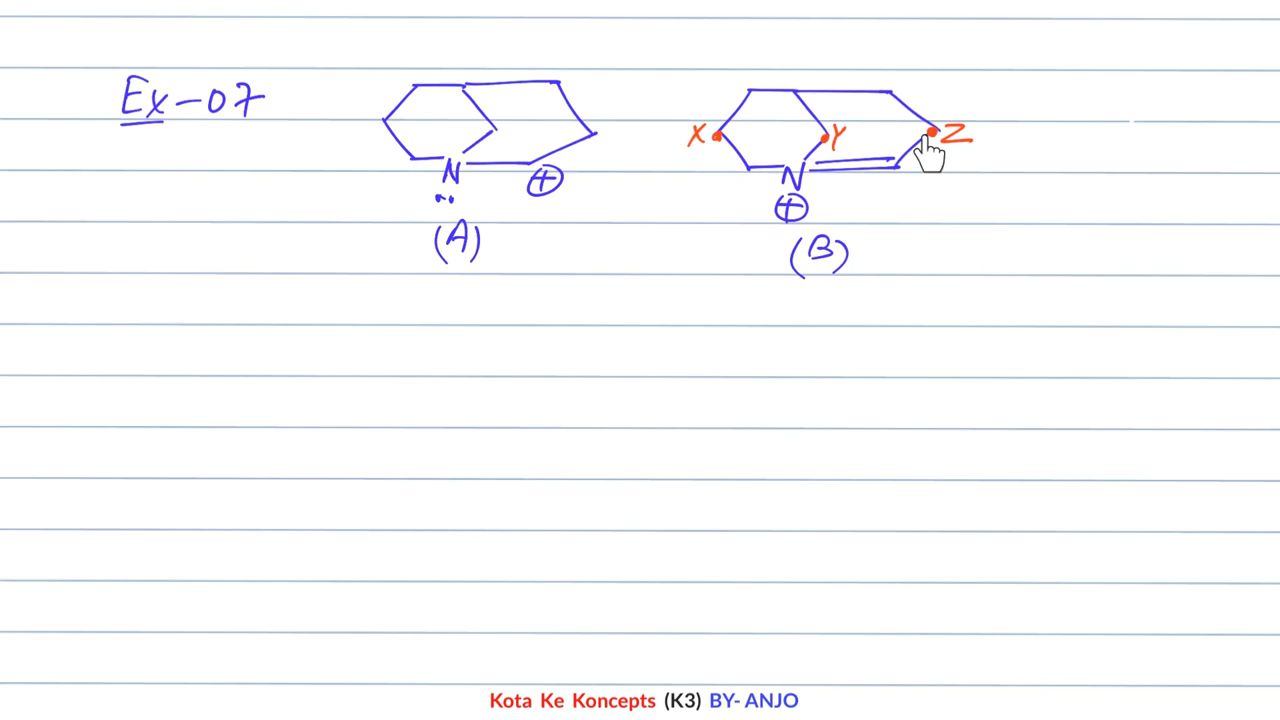 Ex-07
X Y Z
N ⊕ N
⊕
(A) (B)
Kota Ke Koncepts (K3) BY- ANJO